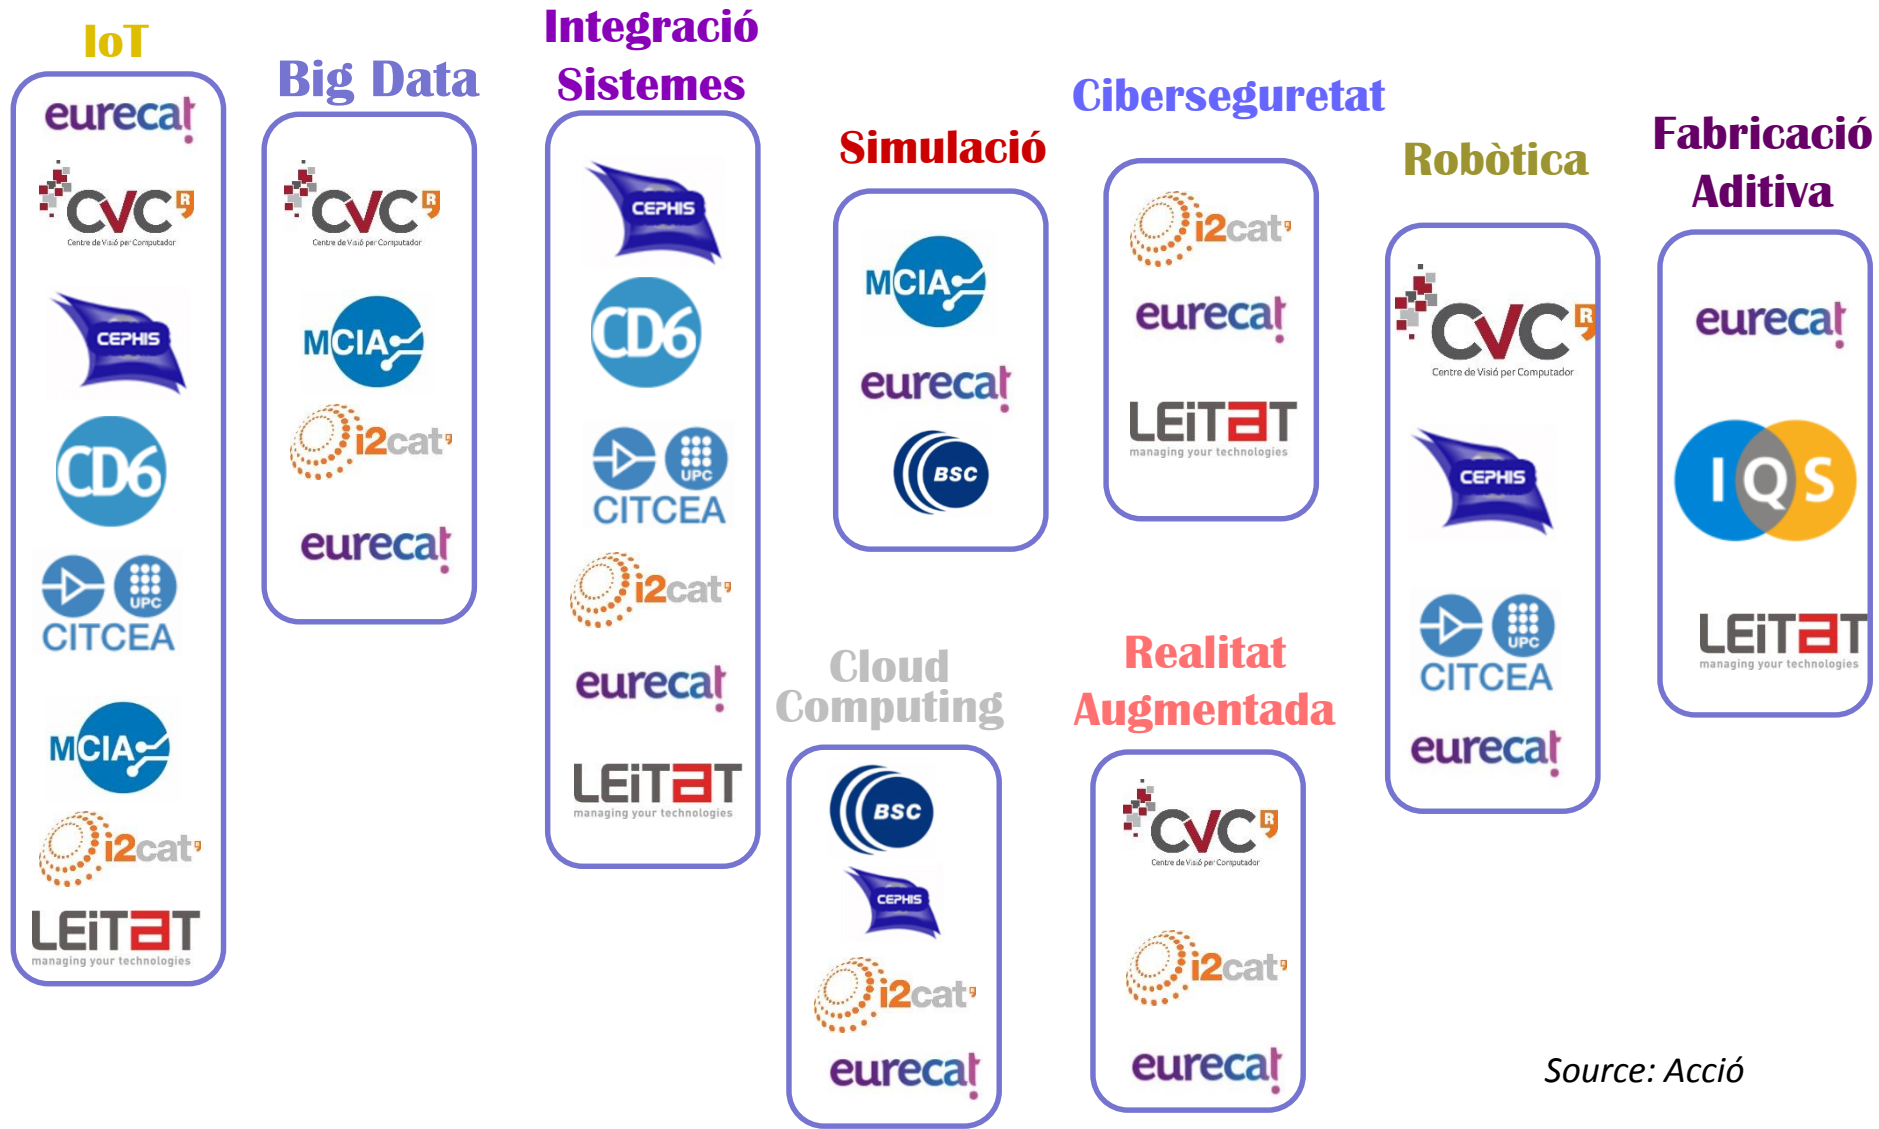 IoT
eurecat
CVC R
Centre de Visió per Computador
CEPHIS
CD6
UPC
CITCEA
MCIA
i2cat
LEiTAT
managing your technologies
Big Data
CVC R
Centre de Visió per Computador
MCIA
i2cat
eurecat
Integració
Sistemes
CEPHIS
CD6
UPC
CITCEA
i2cat
eurecat
LEiTAT
managing your technologies
Simulació
MCIA
eurecat
BSC
Cloud
Computing
BSC
CEPHIS
i2cat
eurecat
Ciberseguretat
i2cat
eurecat
LEiTAT
managing your technologies
Realitat
Augmentada
CVC R
Centre de Visió per Computador
i2cat
eurecat
Robòtica
CVC R
Centre de Visió per Computador
CEPHIS
UPC
CITCEA
eurecat
Fabricació
Aditiva
eurecat
IQS
LEiTAT
managing your technologies
Source: Acció